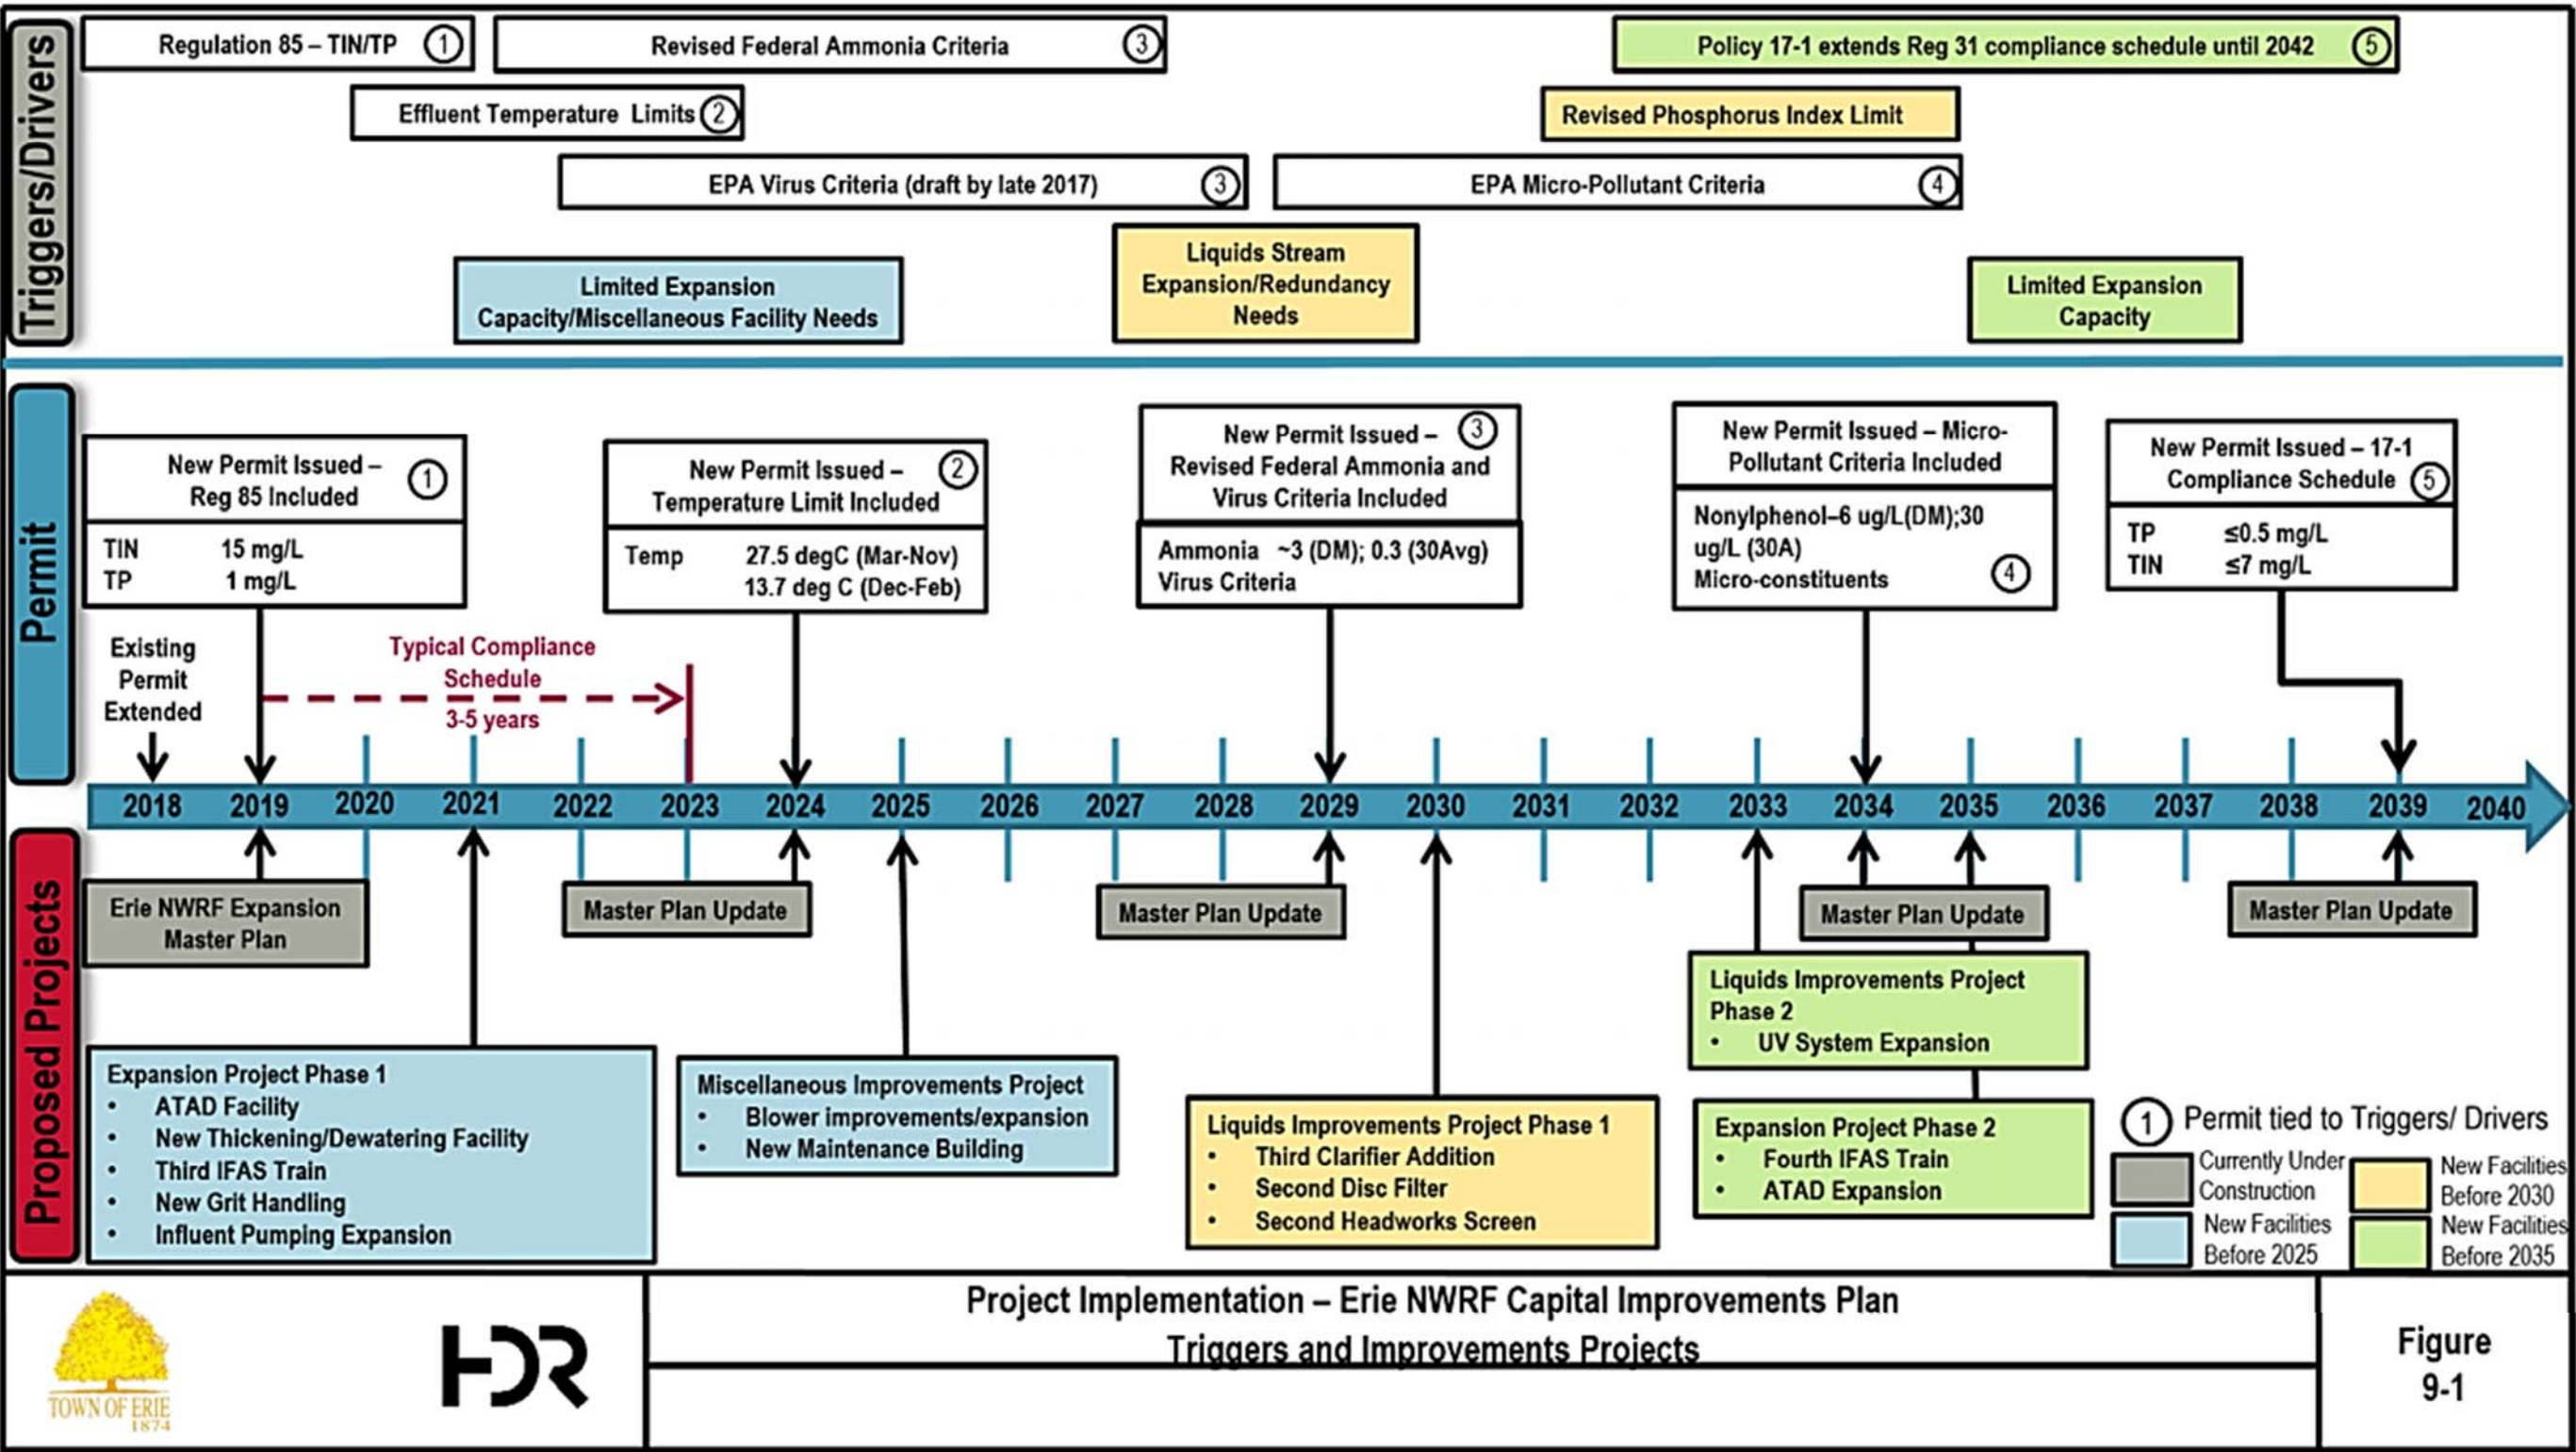 Triggers/Drivers
Regulation 85 – TIN/TP 1
Revised Federal Ammonia Criteria 3
Policy 17-1 extends Reg 31 compliance schedule until 2042 5
Effluent Temperature Limits 2
Revised Phosphorus Index Limit
EPA Virus Criteria (draft by late 2017) 3
EPA Micro-Pollutant Criteria 4
Limited Expansion
Capacity/Miscellaneous Facility Needs
Liquids Stream
Expansion/Redundancy
Needs
Limited Expansion
Capacity
Permit
New Permit Issued –
Reg 85 Included
1
TIN 15 mg/L
TP 1 mg/L
New Permit Issued –
Temperature Limit Included
2
Temp 27.5 degC (Mar-Nov)
13.7 deg C (Dec-Feb)
New Permit Issued – 3
Revised Federal Ammonia and
Virus Criteria Included
Ammonia ~3 (DM); 0.3 (30Avg)
Virus Criteria
New Permit Issued – Micro-
Pollutant Criteria Included
Nonylphenol–6 ug/L(DM);30
ug/L (30A)
Micro-constituents 4
New Permit Issued – 17-1
Compliance Schedule 5
TP ≤0.5 mg/L
TIN ≤7 mg/L
Existing
Permit
Extended
Typical Compliance
Schedule
3-5 years
2018 2019 2020 2021 2022 2023 2024 2025 2026 2027 2028 2029 2030 2031 2032 2033 2034 2035 2036 2037 2038 2039 2040
Proposed Projects
Erie NWRF Expansion
Master Plan
Master Plan Update
Master Plan Update
Master Plan Update
Master Plan Update
Expansion Project Phase 1
• ATAD Facility
• New Thickening/Dewatering Facility
• Third IFAS Train
• New Grit Handling
• Influent Pumping Expansion
Miscellaneous Improvements Project
• Blower improvements/expansion
• New Maintenance Building
Liquids Improvements Project Phase 1
• Third Clarifier Addition
• Second Disc Filter
• Second Headworks Screen
Liquids Improvements Project
Phase 2
• UV System Expansion
Expansion Project Phase 2
• Fourth IFAS Train
• ATAD Expansion
1 Permit tied to Triggers/ Drivers
Currently Under
Construction
New Facilities
Before 2030
New Facilities
Before 2025
New Facilities
Before 2035
TOWN OF ERIE
1874
HDR
Project Implementation – Erie NWRF Capital Improvements Plan
Triggers and Improvements Projects
Figure
9-1